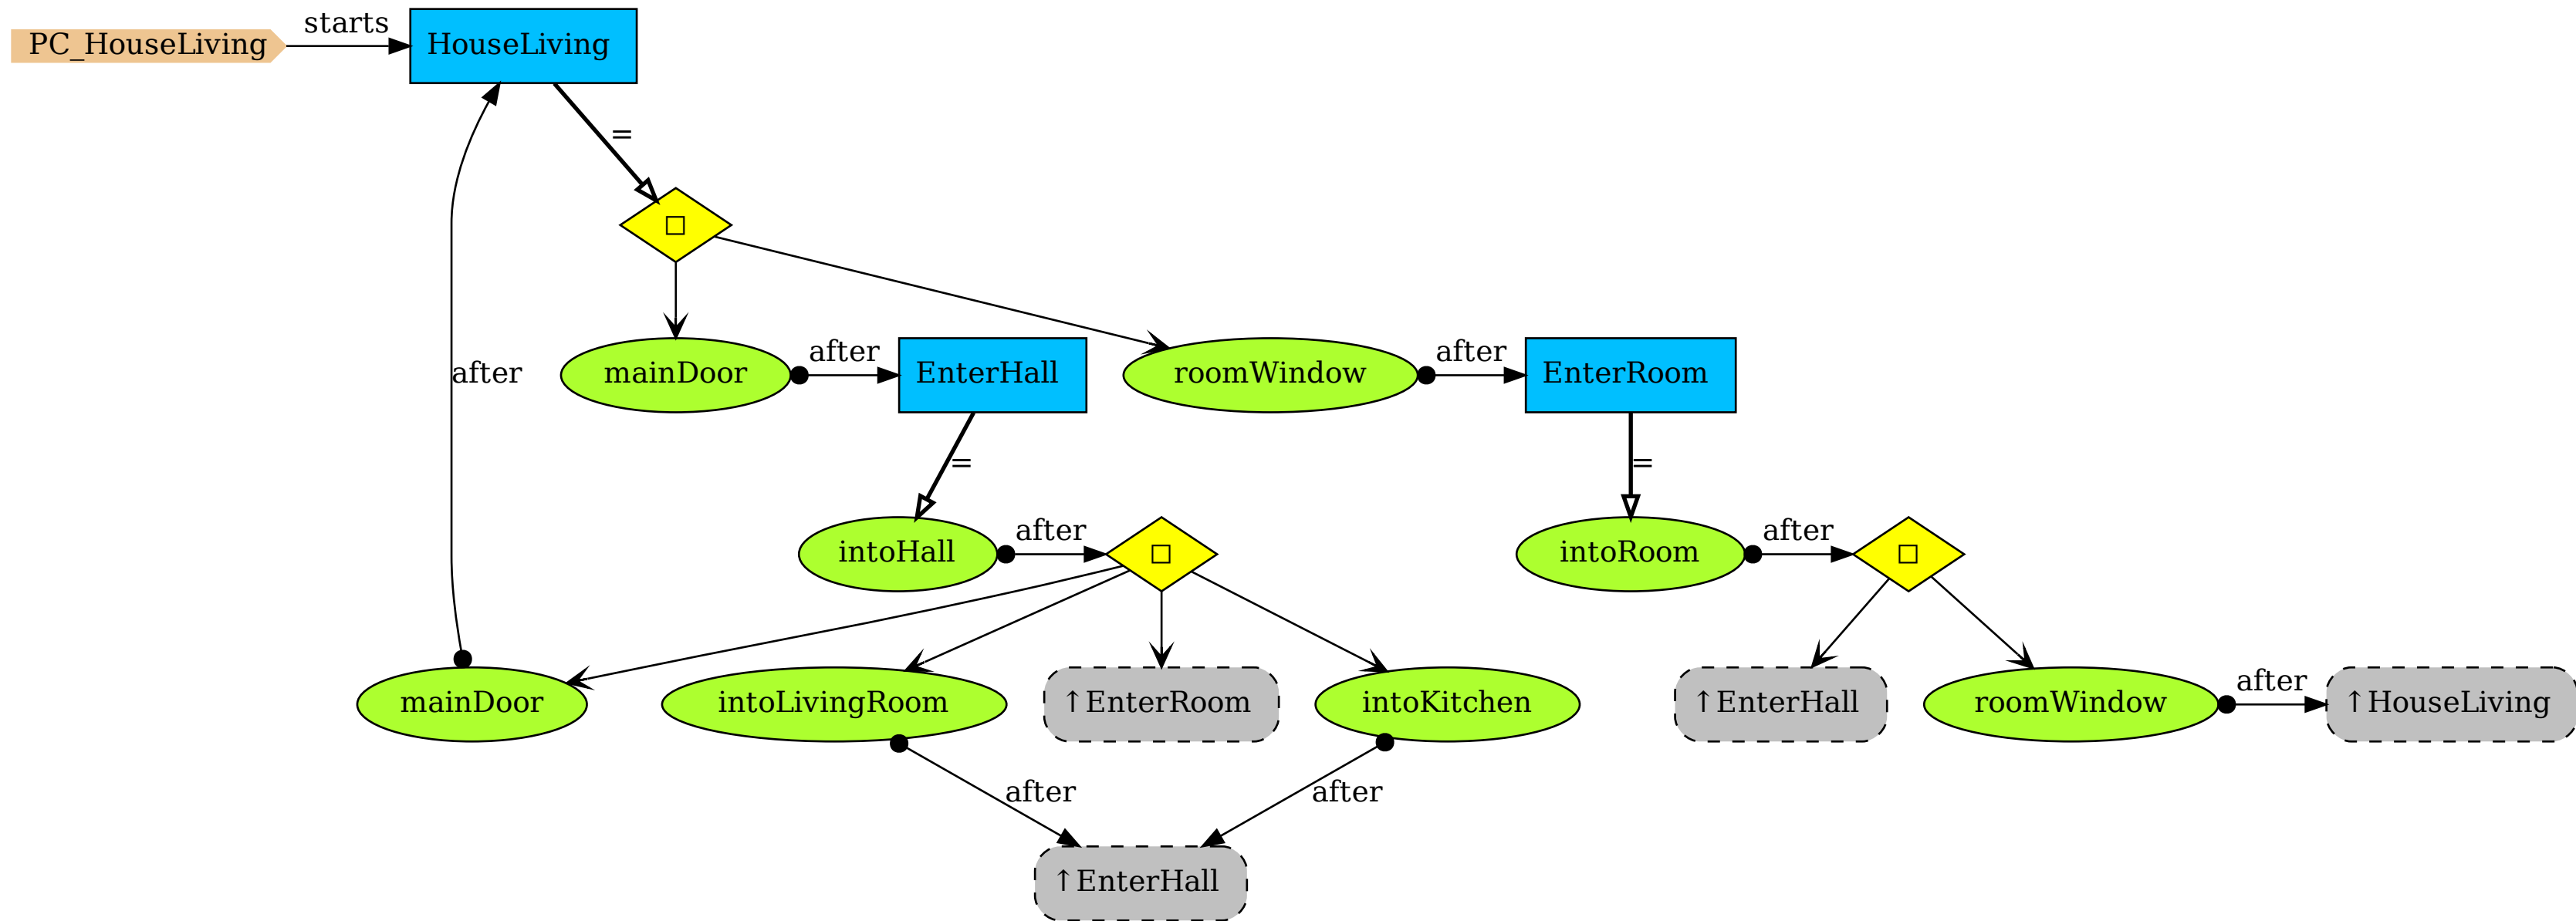 starts
PC_HouseLiving
HouseLiving
=
□
after
mainDoor
after
EnterHall
roomWindow
after
EnterRoom
=
=
intoHall
after
□
intoRoom
after
□
mainDoor
intoLivingRoom
↑EnterRoom
intoKitchen
↑EnterHall
roomWindow
after
↑HouseLiving
after
after
↑EnterHall